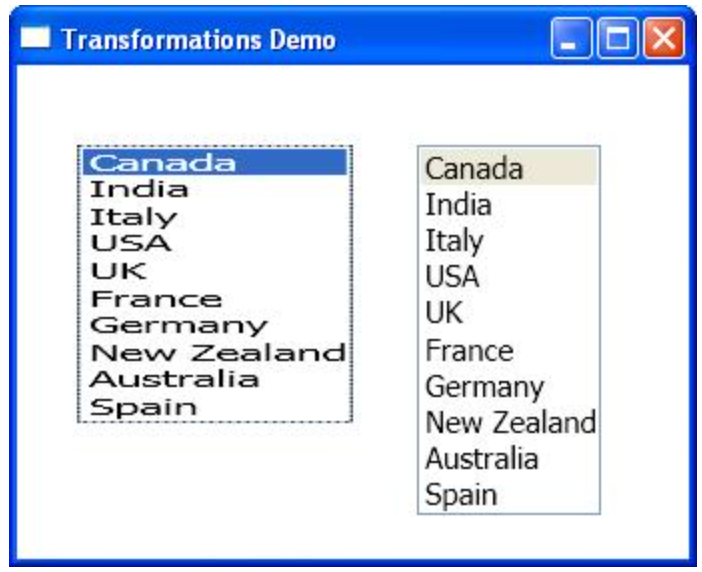 Transformations Demo
Canada
India
Italy
USA
UK
France
Germany
New Zealand
Australia
Spain
Canada
India
Italy
USA
UK
France
Germany
New Zealand
Australia
Spain